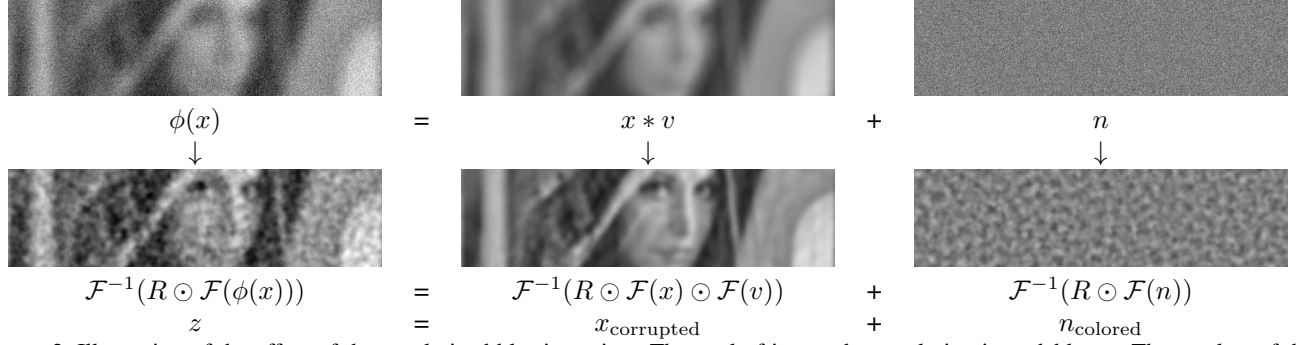 ϕ(x) = x ∗ v + n
↓ ↓ ↓
ℱ⁻¹(R ⊙ ℱ(ϕ(x))) = ℱ⁻¹(R ⊙ ℱ(x) ⊙ ℱ(v)) + ℱ⁻¹(R ⊙ ℱ(n))
z = x_corrupted + n_colored